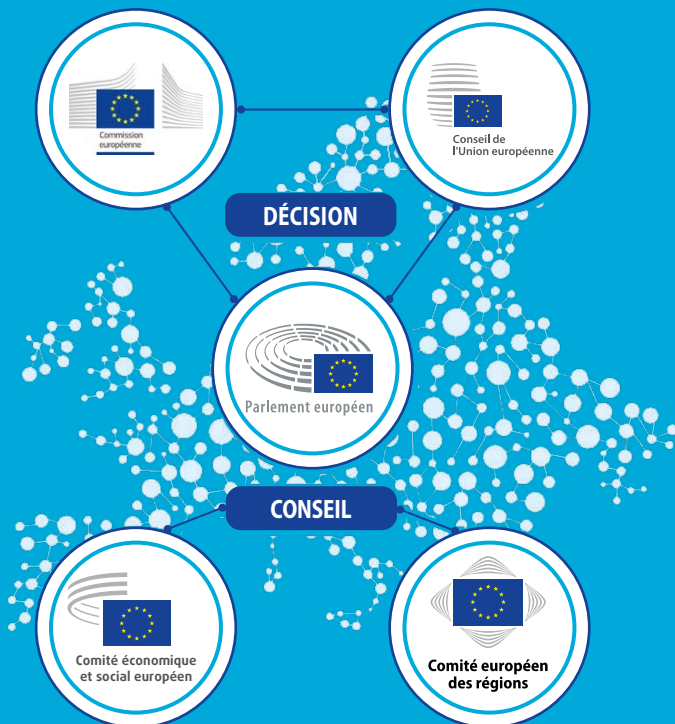 Commission
européenne
Conseil de
l'Union européenne
DÉCISION
Parlement européen
CONSEIL
Comité économique
et social européen
Comité européen
des régions